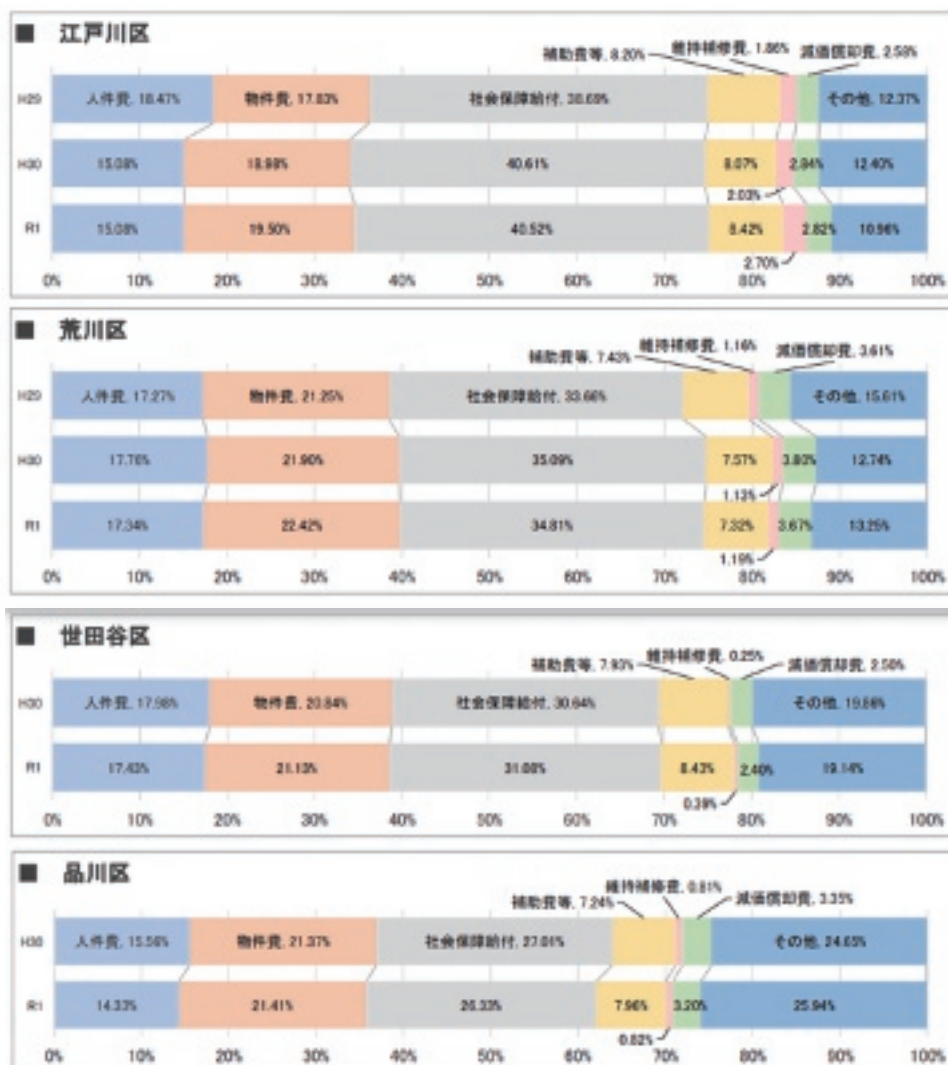 ■ 江戸川区
補助費等, 8.20% 維持補修費, 1.86% 減価償却費, 2.58%
H29 人件費, 18.47% 物件費, 17.83% 社会保障給付, 38.69% その他, 12.37%
H30 15.08% 18.98% 40.61% 8.07% 2.84% 12.40%
2.03%
R1 15.08% 19.50% 40.52% 8.42% 2.82% 10.96%
2.70%
0% 10% 20% 30% 40% 50% 60% 70% 80% 90% 100%
■ 荒川区
補助費等, 7.43% 維持補修費, 1.16% 減価償却費, 3.61%
H29 人件費, 17.27% 物件費, 21.25% 社会保障給付, 33.66% その他, 15.61%
H30 17.76% 21.90% 35.09% 7.57% 3.80% 12.74%
1.13%
R1 17.34% 22.42% 34.81% 7.32% 3.67% 13.25%
1.19%
0% 10% 20% 30% 40% 50% 60% 70% 80% 90% 100%
■ 世田谷区
補助費等, 7.93% 維持補修費, 0.25% 減価償却費, 2.50%
H30 人件費, 17.98% 物件費, 20.84% 社会保障給付, 30.64% その他, 19.86%
R1 17.43% 21.13% 31.08% 8.43% 2.40% 19.14%
0.39%
0% 10% 20% 30% 40% 50% 60% 70% 80% 90% 100%
■ 品川区
補助費等, 7.24% 維持補修費, 0.81% 減価償却費, 3.35%
H30 人件費, 15.56% 物件費, 21.37% 社会保障給付, 27.01% その他, 24.65%
R1 14.33% 21.41% 26.33% 7.96% 3.20% 25.94%
0.82%
0% 10% 20% 30% 40% 50% 60% 70% 80% 90% 100%